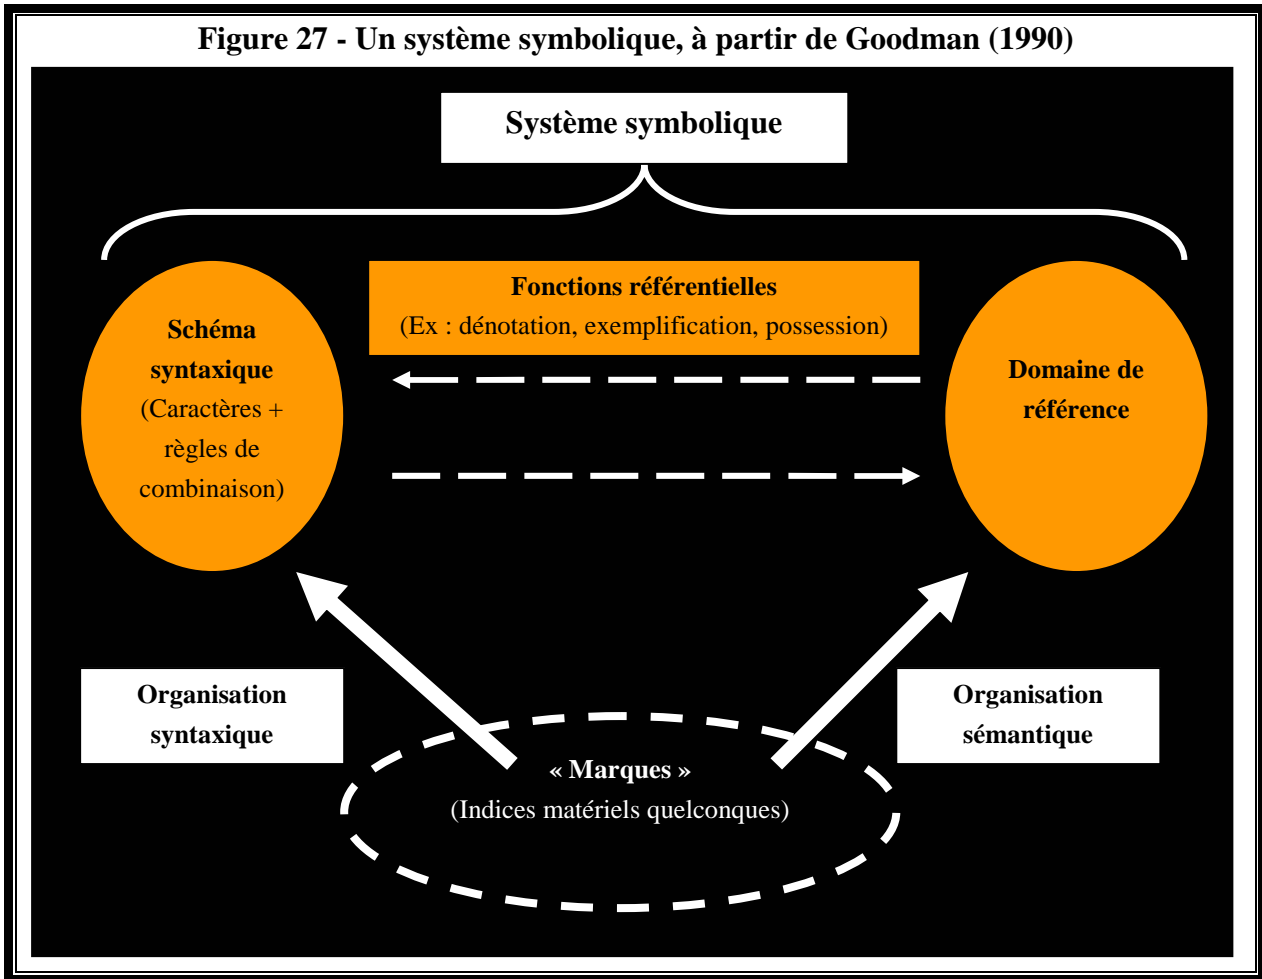 Figure 27 - Un système symbolique, à partir de Goodman (1990)
Système symbolique
Fonctions référentielles
(Ex : dénotation, exemplification, possession)
Schéma
syntaxique
(Caractères +
règles de
combinaison)
Domaine de
référence
Organisation
syntaxique
Organisation
sémantique
« Marques »
(Indices matériels quelconques)